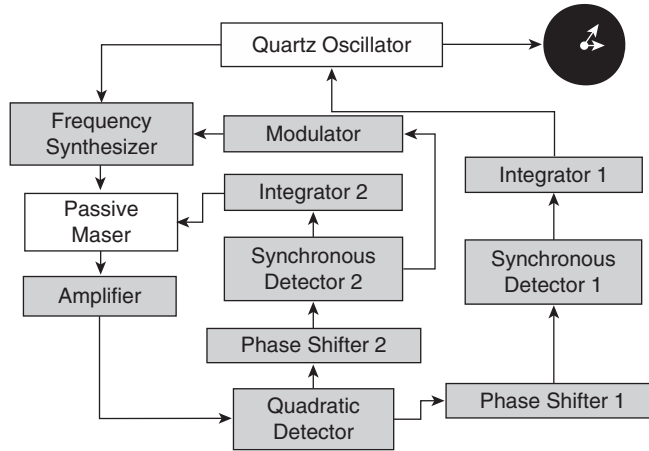 Quartz Oscillator
Frequency
Synthesizer
Modulator
Passive
Maser
Integrator 2
Integrator 1
Synchronous
Detector 2
Synchronous
Detector 1
Amplifier
Phase Shifter 2
Quadratic
Detector
Phase Shifter 1